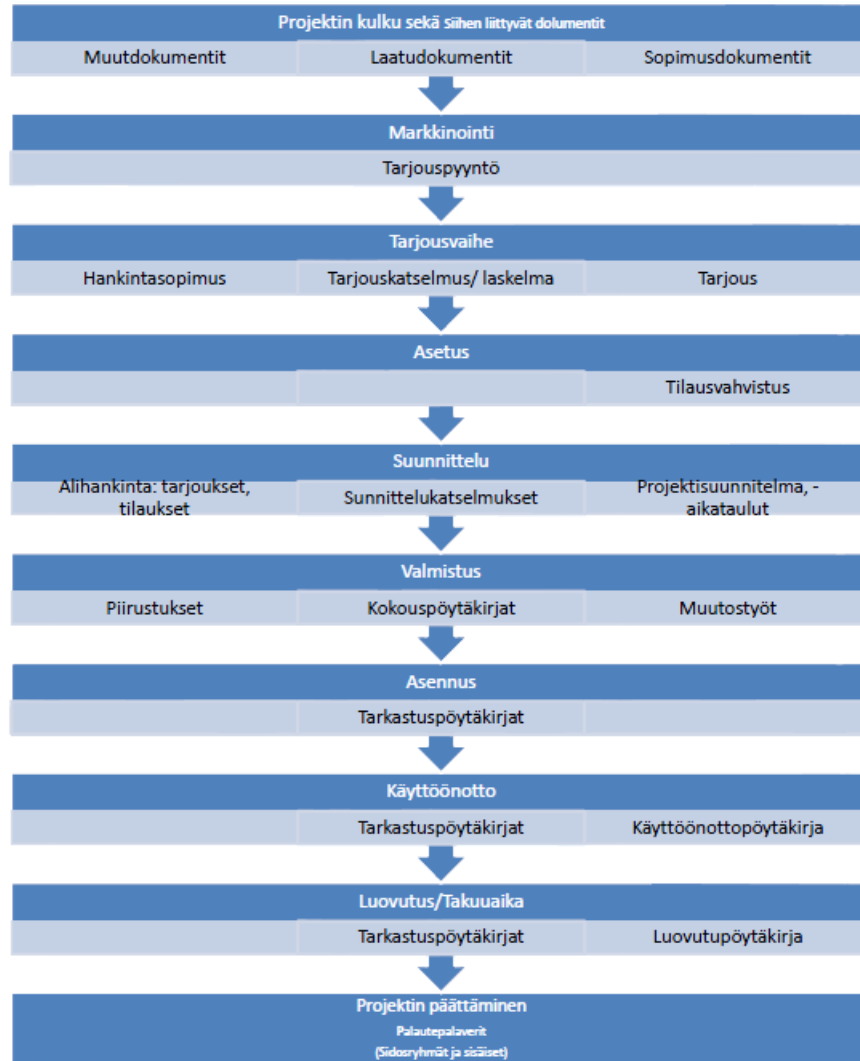 Projektin kulku sekä siihen liittyvät dolumentit
Muutdokumentit Laatudokumentit Sopimusdokumentit
Markkinointi
Tarjouspyyntö
Tarjousvaihe
Hankintasopimus Tarjouskatselmus/ laskelma Tarjous
Asetus
Tilausvahvistus
Suunnittelu
Alihankinta: tarjoukset, tilaukset
Sunnittelukatselmukset
Projektisuunnitelma, -
aikataulut
Valmistus
Piirustukset Kokouspöytäkirjat Muutostyöt
Asennus
Tarkastuspöytäkirjat
Käyttöönotto
Tarkastuspöytäkirjat Käyttöönottopöytäkirja
Luovutus/Takuuaika
Tarkastuspöytäkirjat Luovutupöytäkirja
Projektin päättäminen
Palautepalaverit
(Sidosryhmät ja sisäiset)